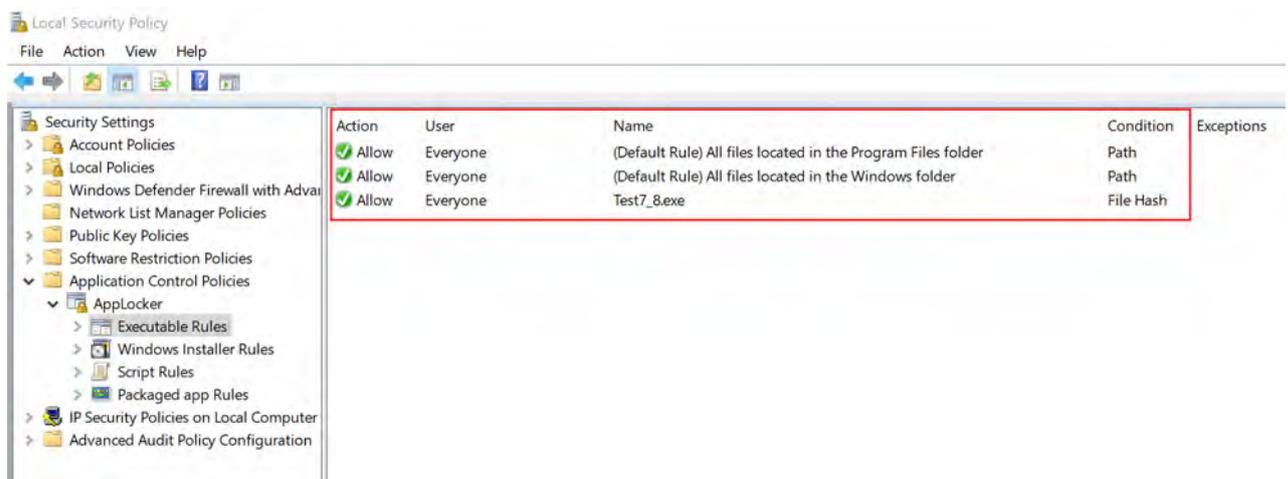 Local Security Policy
File Action View Help
Security Settings
Account Policies
Local Policies
Windows Defender Firewall with Advai
Network List Manager Policies
Public Key Policies
Software Restriction Policies
Application Control Policies
AppLocker
Executable Rules
Windows Installer Rules
Script Rules
Packaged app Rules
IP Security Policies on Local Computer
Advanced Audit Policy Configuration
Action User Name Condition Exceptions
Allow Everyone (Default Rule) All files located in the Program Files folder Path
Allow Everyone (Default Rule) All files located in the Windows folder Path
Allow Everyone Test7_8.exe File Hash